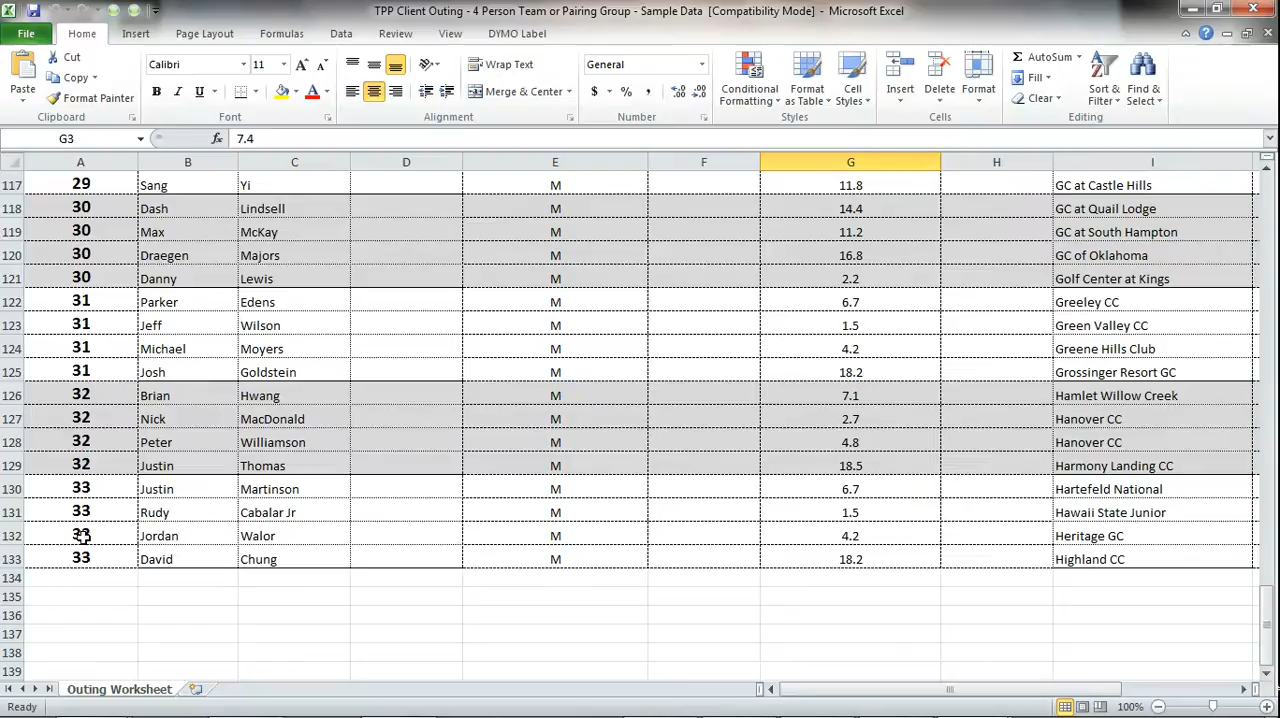 TPP Client Outing - 4 Person Team or Pairing Group - Sample Data [Compatibility Mode] - Microsoft Excel
File Home Insert Page Layout Formulas Data Review View DYMO Label
Paste
Cut
Copy
Format Painter
Clipboard
Calibri 11
B I U
Font
Wrap Text
Merge & Center
Alignment
General
$ % ,
Number
Conditional Formatting
Format as Table
Cell Styles
Styles
Insert
Delete
Format
Cells
AutoSum
Fill
Clear
Sort & Filter
Find & Select
Editing
G3 fx 7.4
A B C D E F G H I
117 29 Sang Yi M 11.8 GC at Castle Hills
118 30 Dash Lindsell M 14.4 GC at Quail Lodge
119 30 Max McKay M 11.2 GC at South Hampton
120 30 Draegen Majors M 16.8 GC of Oklahoma
121 30 Danny Lewis M 2.2 Golf Center at Kings
122 31 Parker Edens M 6.7 Greeley CC
123 31 Jeff Wilson M 1.5 Green Valley CC
124 31 Michael Moyers M 4.2 Greene Hills Club
125 31 Josh Goldstein M 18.2 Grossinger Resort GC
126 32 Brian Hwang M 7.1 Hamlet Willow Creek
127 32 Nick MacDonald M 2.7 Hanover CC
128 32 Peter Williamson M 4.8 Hanover CC
129 32 Justin Thomas M 18.5 Harmony Landing CC
130 33 Justin Martinson M 6.7 Hartefeld National
131 33 Rudy Cabalar Jr M 1.5 Hawaii State Junior
132 33 Jordan Walor M 4.2 Heritage GC
133 33 David Chung M 18.2 Highland CC
134
135
136
137
138
139
Outing Worksheet
Ready 100%